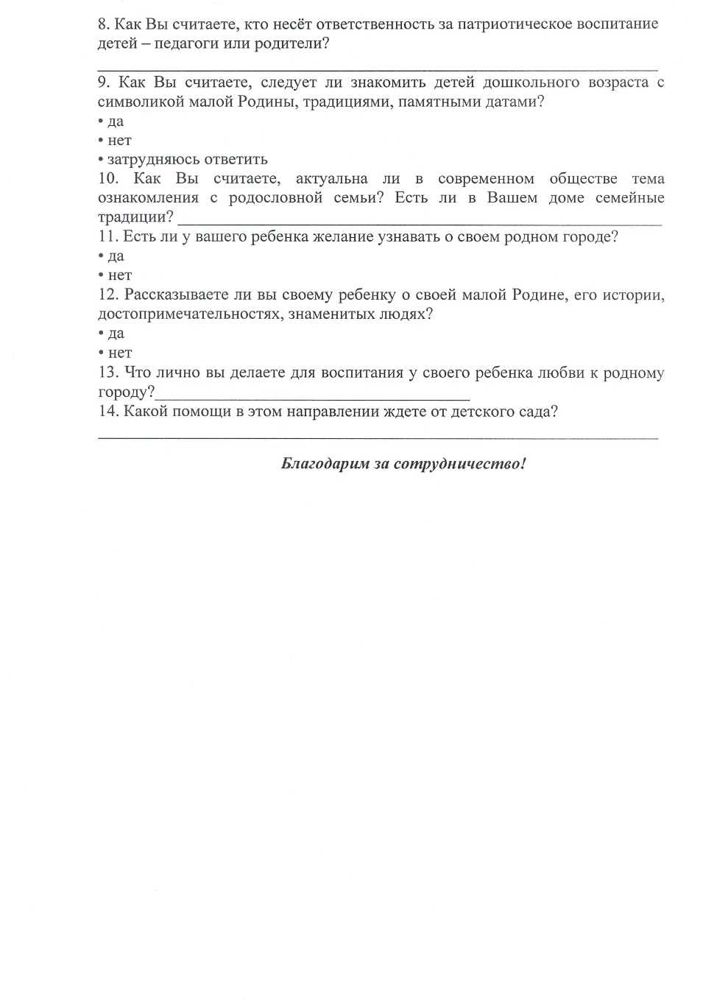 8. Как Вы считаете, кто несёт ответственность за патриотическое воспитание
детей – педагоги или родители?
9. Как Вы считаете, следует ли знакомить детей дошкольного возраста с
символикой малой Родины, традициями, памятными датами?
• да
• нет
• затрудняюсь ответить
10. Как Вы считаете, актуальна ли в современном обществе тема
ознакомления с родословной семьи? Есть ли в Вашем доме семейные
традиции?
11. Есть ли у вашего ребенка желание узнавать о своем родном городе?
• да
• нет
12. Рассказываете ли вы своему ребенку о своей малой Родине, его истории,
достопримечательностях, знаменитых людях?
• да
• нет
13. Что лично вы делаете для воспитания у своего ребенка любви к родному
городу?
14. Какой помощи в этом направлении ждете от детского сада?
Благодарим за сотрудничество!